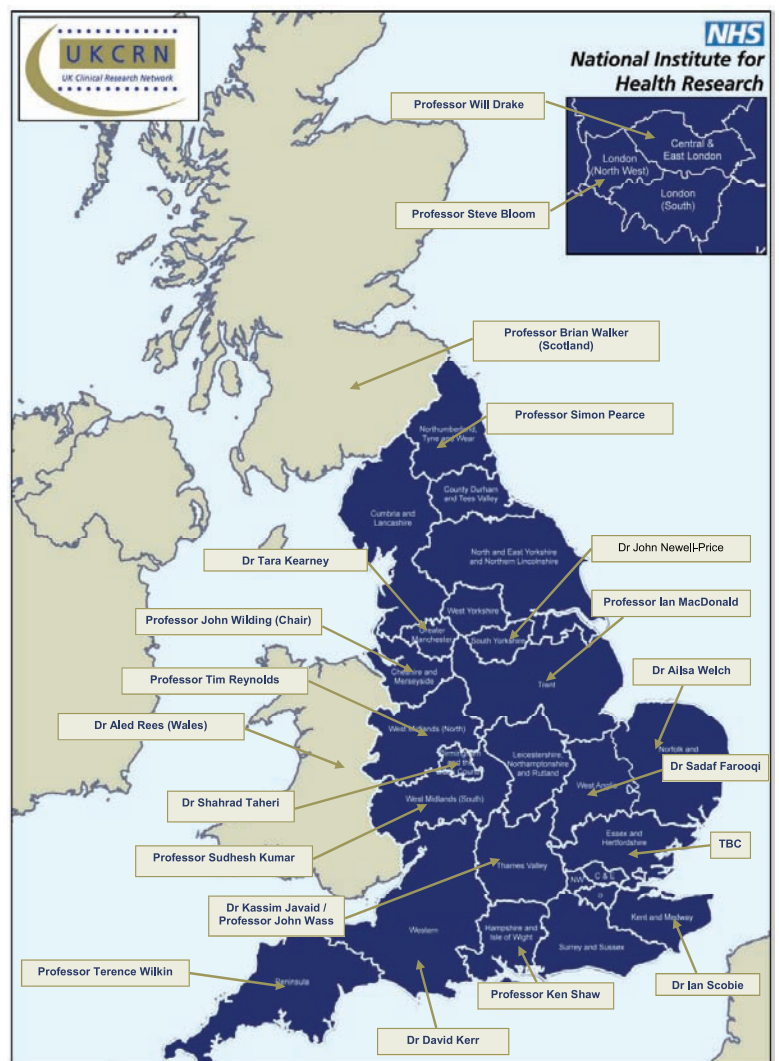 UKCRN
UK Clinical Research Network
NHS
National Institute for
Health Research
Professor Will Drake
Central &
East London
London
(North West)
London
(South)
Professor Steve Bloom
Professor Brian Walker
(Scotland)
Professor Simon Pearce
Northumberland,
Tyne and Wear
County Durham
and Tees Valley
Cumbria and
Lancashire
North and East Yorkshire
and Northern Lincolnshire
Dr Tara Kearney
Dr John Newell-Price
West Yorkshire
Professor Ian MacDonald
Professor John Wilding (Chair)
Greater
Manchester
South Yorkshire
Cheshire and
Merseyside
Trent
Dr Ailsa Welch
Professor Tim Reynolds
Dr Aled Rees (Wales)
West Midlands (North)
Norfolk and
Leicestershire,
Northamptonshire
and Rutland
Birmingham
and the
Dr Sadaf Farooqi
West Anglia
Dr Shahrad Taheri
West Midlands (South)
Essex and
Hertfordshire
TBC
Professor Sudhesh Kumar
Thames Valley
NW
C & E
Dr Kassim Javaid /
Professor John Wass
Western
Hampshire and
Isle of Wight
Kent and Medway
Surrey and Sussex
Professor Terence Wilkin
Peninsula
Dr Ian Scobie
Professor Ken Shaw
Dr David Kerr